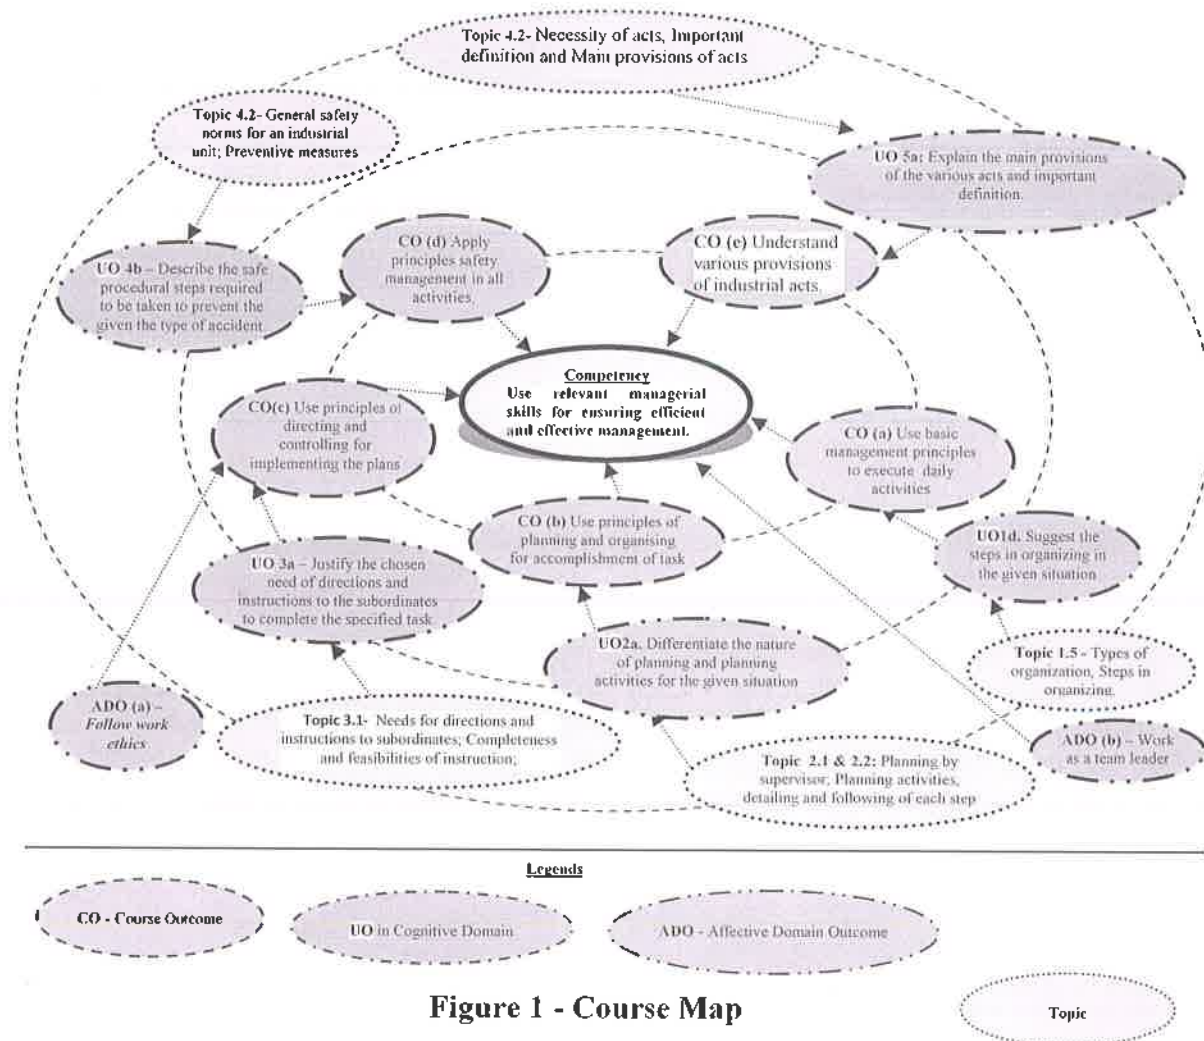 Topic 4.2- Necessity of acts, Important
definition and Main provisions of acts
Topic 4.2- General safety
norms for an industrial
unit; Preventive measures
UO 5a: Explain the main provisions
of the various acts and important
definition.
CO (d) Apply
principles safety
management in all
activities.
CO (e) Understand
various provisions
of industrial acts.
UO 4b – Describe the safe
procedural steps required
to be taken to prevent the
given the type of accident
Competency
Use relevant managerial
skills for ensuring efficient
and effective management.
CO(c) Use principles of
directing and
controlling for
implementing the plans
CO (a) Use basic
management principles
to execute daily
activities
CO (b) Use principles of
planning and organising
for accomplishment of task
UO1d. Suggest the
steps in organizing in
the given situation
UO 3a – Justify the chosen
need of directions and
instructions to the subordinates
to complete the specified task
UO2a. Differentiate the nature
of planning and planning
activities for the given situation
Topic 1.5 - Types of
organization, Steps in
organizing.
ADO (a) –
Follow work
ethics
Topic 3.1- Needs for directions and
instructions to subordinates; Completeness
and feasibilities of instruction;
Topic 2.1 & 2.2: Planning by
supervisor; Planning activities,
detailing and following of each step
ADO (b) – Work
as a team leader
Legends
CO - Course Outcome
UO in Cognitive Domain
ADO - Affective Domain Outcome
Topic
Figure 1 - Course Map